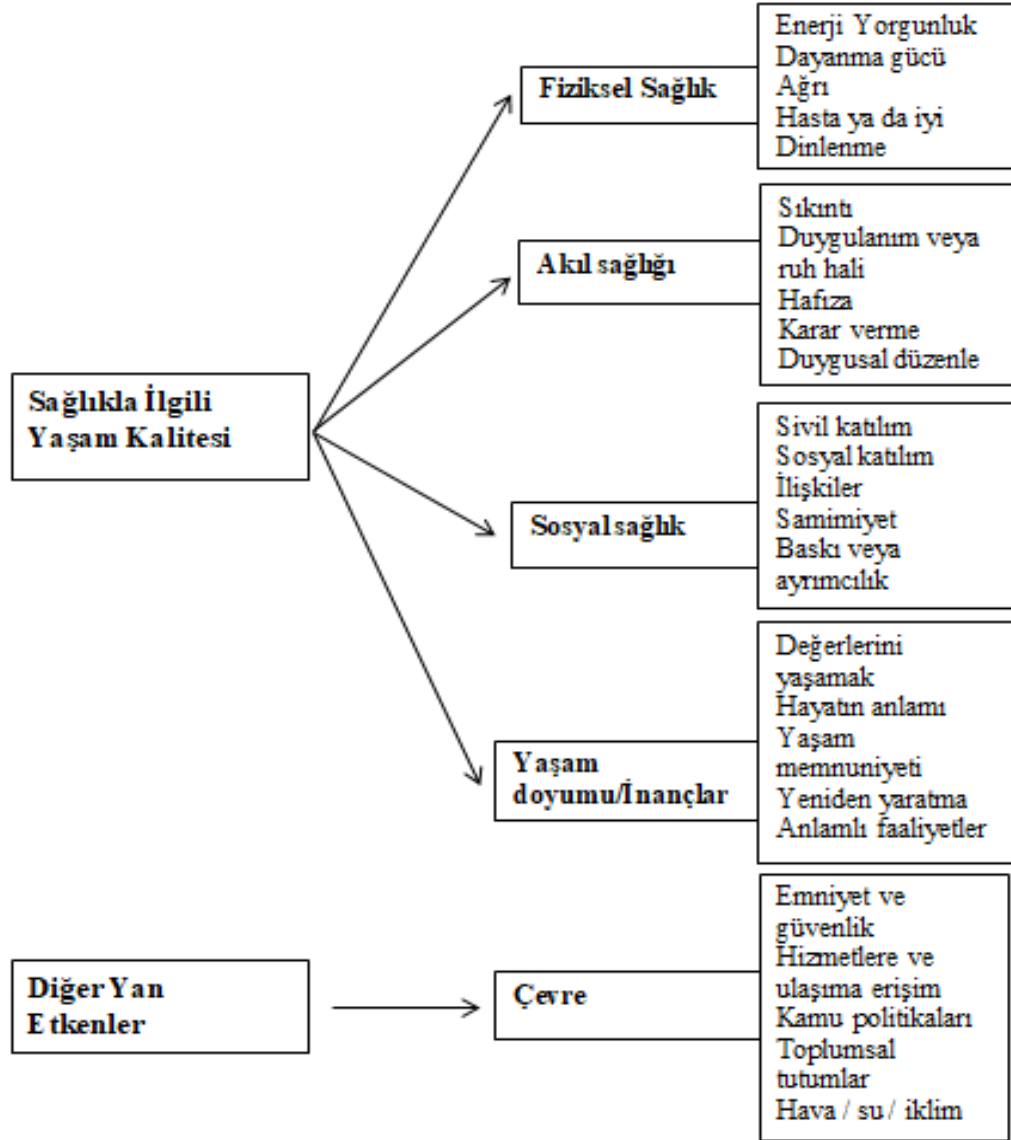 Sağlıkla İlgili
Yaşam Kalitesi
Fiziksel Sağlık
Enerji Yorgunluk
Dayanma gücü
Ağrı
Hasta ya da iyi
Dinlenme
Akıl sağlığı
Sıkıntı
Duygulanım veya
ruh hali
Hafıza
Karar verme
Duygusal düzenle
Sosyal sağlık
Sivil katılım
Sosyal katılım
İlişkiler
Samimiyet
Baskı veya
ayrımcılık
Yaşam
doyumu/İnançlar
Değerlerini
yaşamak
Hayatın anlamı
Yaşam
memnuniyeti
Yeniden yaratma
Anlamlı faaliyetler
Diğer Yan
Etkenler
Çevre
Emniyet ve
güvenlik
Hizmetlere ve
ulaşıma erişim
Kamu politikaları
Toplumsal
tutumlar
Hava / su / iklim